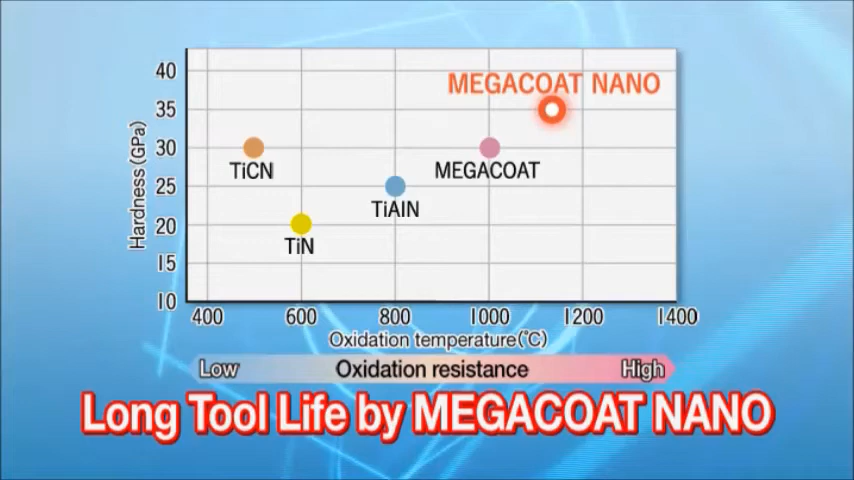 40
MEGACOAT NANO
35
30
TiCN
MEGACOAT
25
TiAIN
20
TiN
15
10
Hardness(GPa)
400 600 800 1000 1200 1400
Oxidation temperature(℃)
Low Oxidation resistance High
Long Tool Life by MEGACOAT NANO